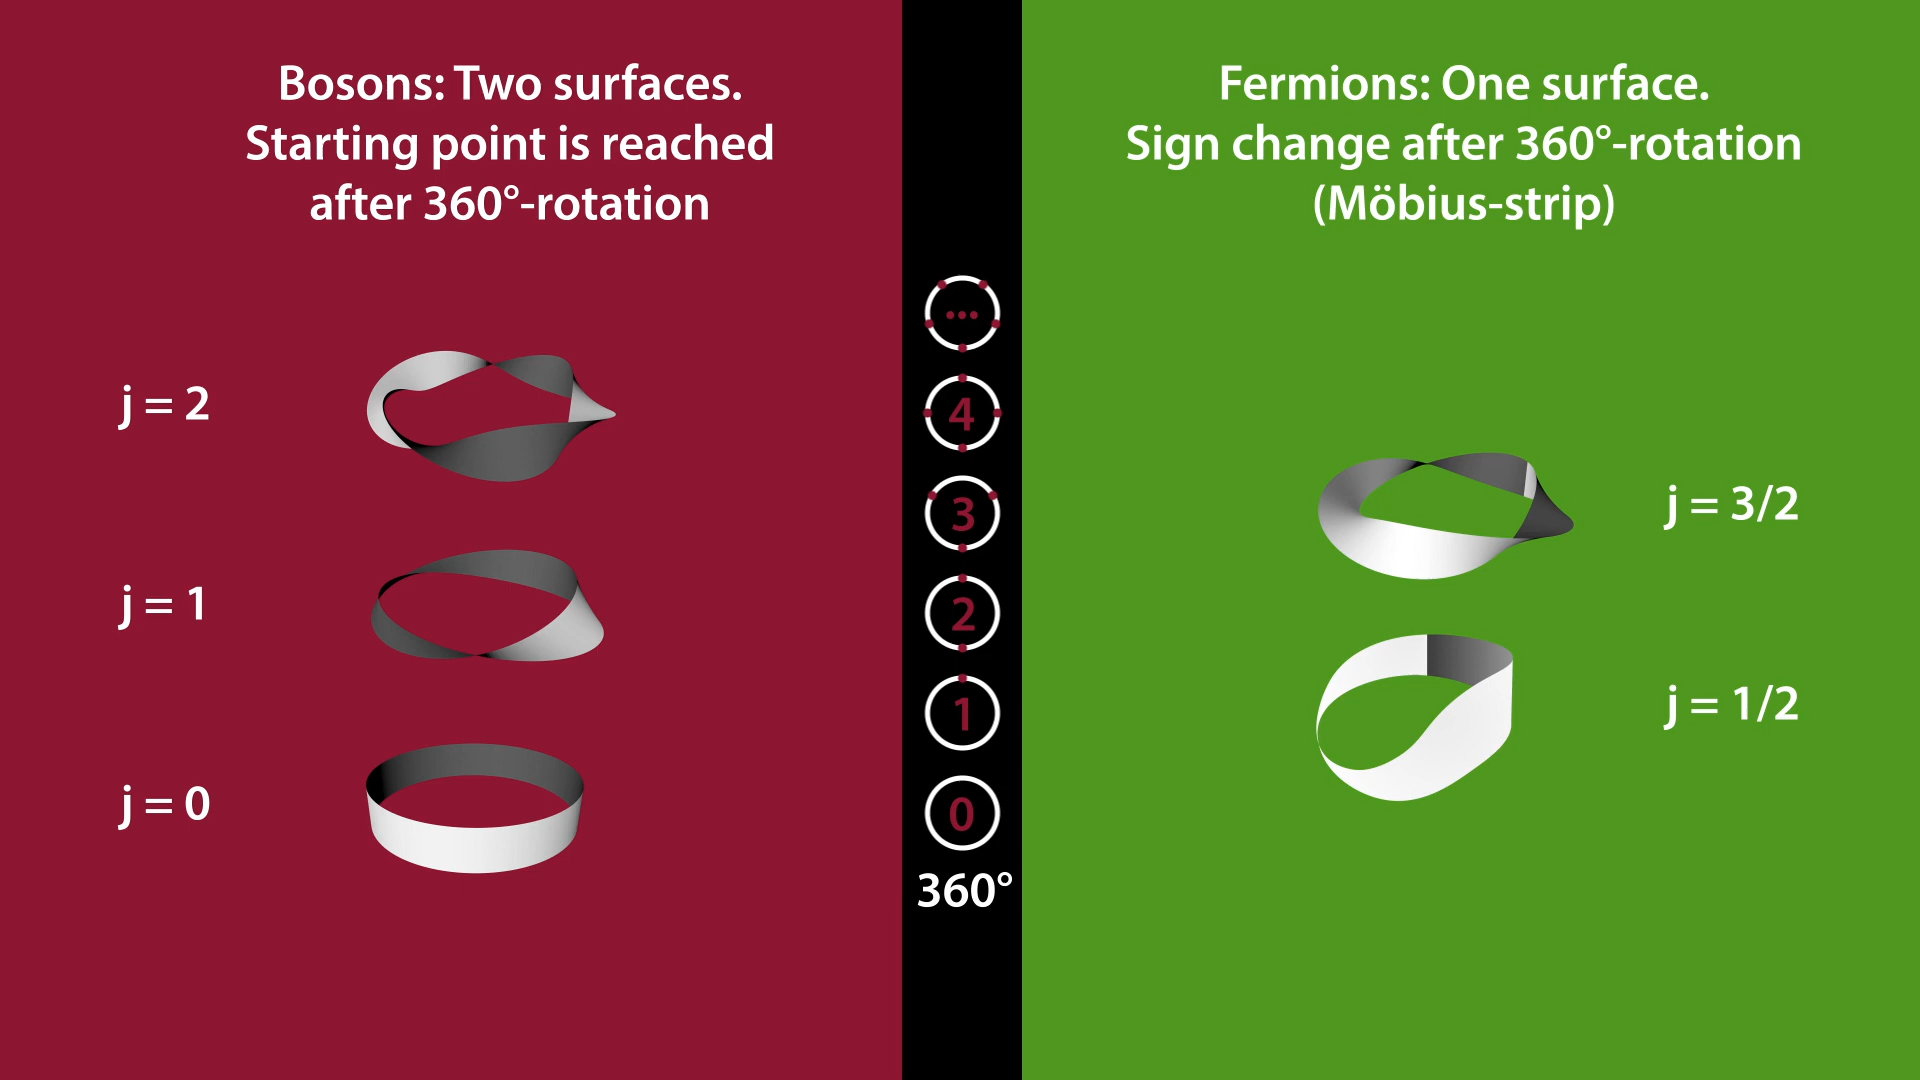 Bosons: Two surfaces.
Starting point is reached
after 360°-rotation
j = 2
j = 1
j = 0
...
4
3
2
1
0
360°
Fermions: One surface.
Sign change after 360°-rotation
(Möbius-strip)
j = 3/2
j = 1/2